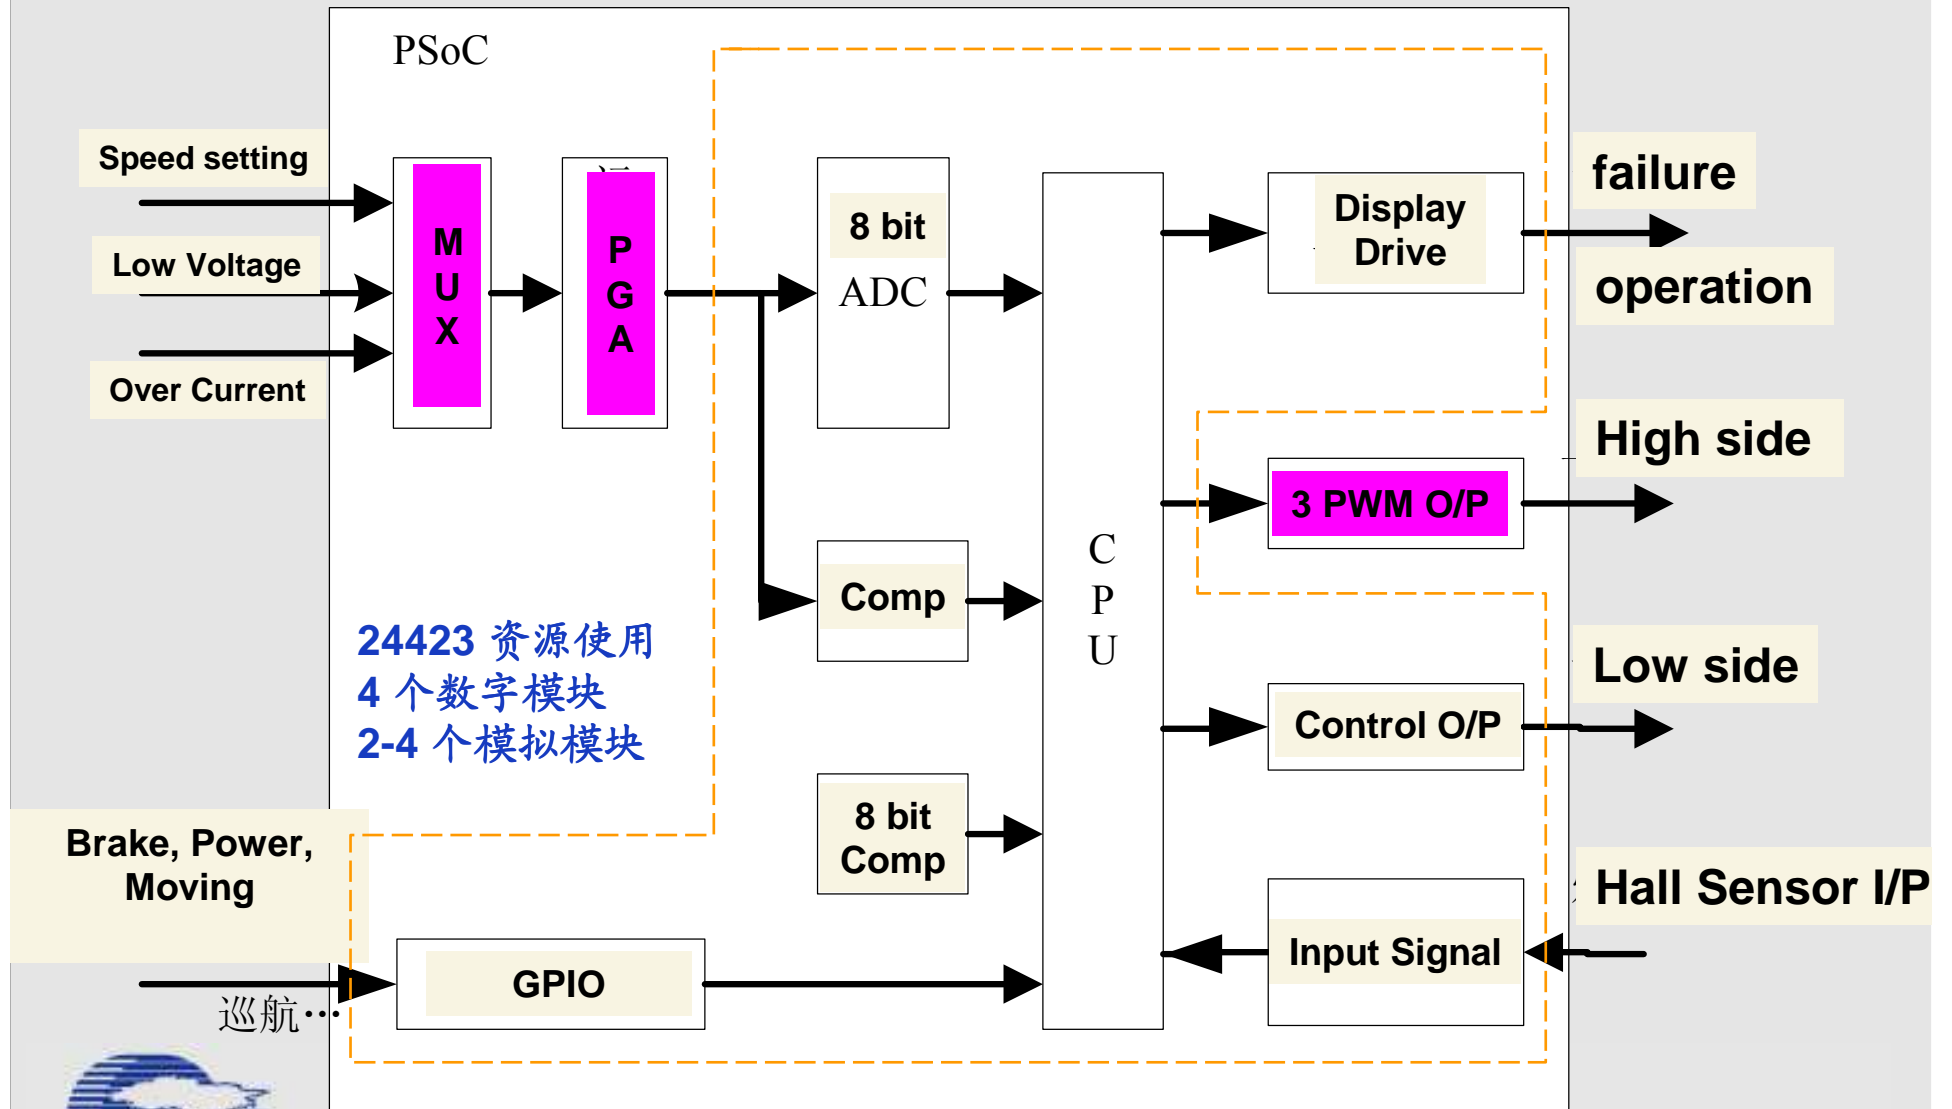 PSoC
Speed setting
Low Voltage
Over Current
M
U
X
P
G
A
8 bit
ADC
Display
Drive
failure
operation
High side
3 PWM O/P
C
P
U
Comp
24423 资源使用
4 个数字模块
2-4 个模拟模块
Low side
Control O/P
8 bit
Comp
Brake, Power,
Moving
Hall Sensor I/P
Input Signal
GPIO
巡航…